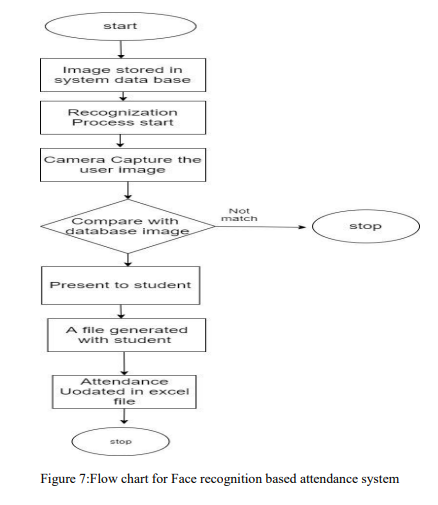 start
Image stored in
system data base
Recognization
Process start
Camera Capture the
user image
Compare with
database image
Not
match
stop
Present to student
A file generated
with student
Attendance
Uodated in excel
file
stop
Figure 7:Flow chart for Face recognition based attendance system